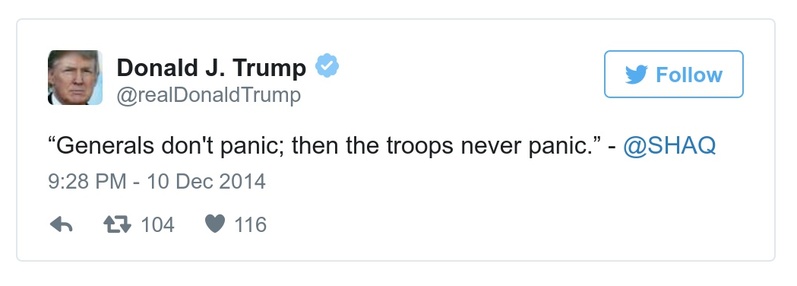 Donald J. Trump
@realDonaldTrump
Follow
“Generals don't panic; then the troops never panic.” - @SHAQ
9:28 PM - 10 Dec 2014
104 116